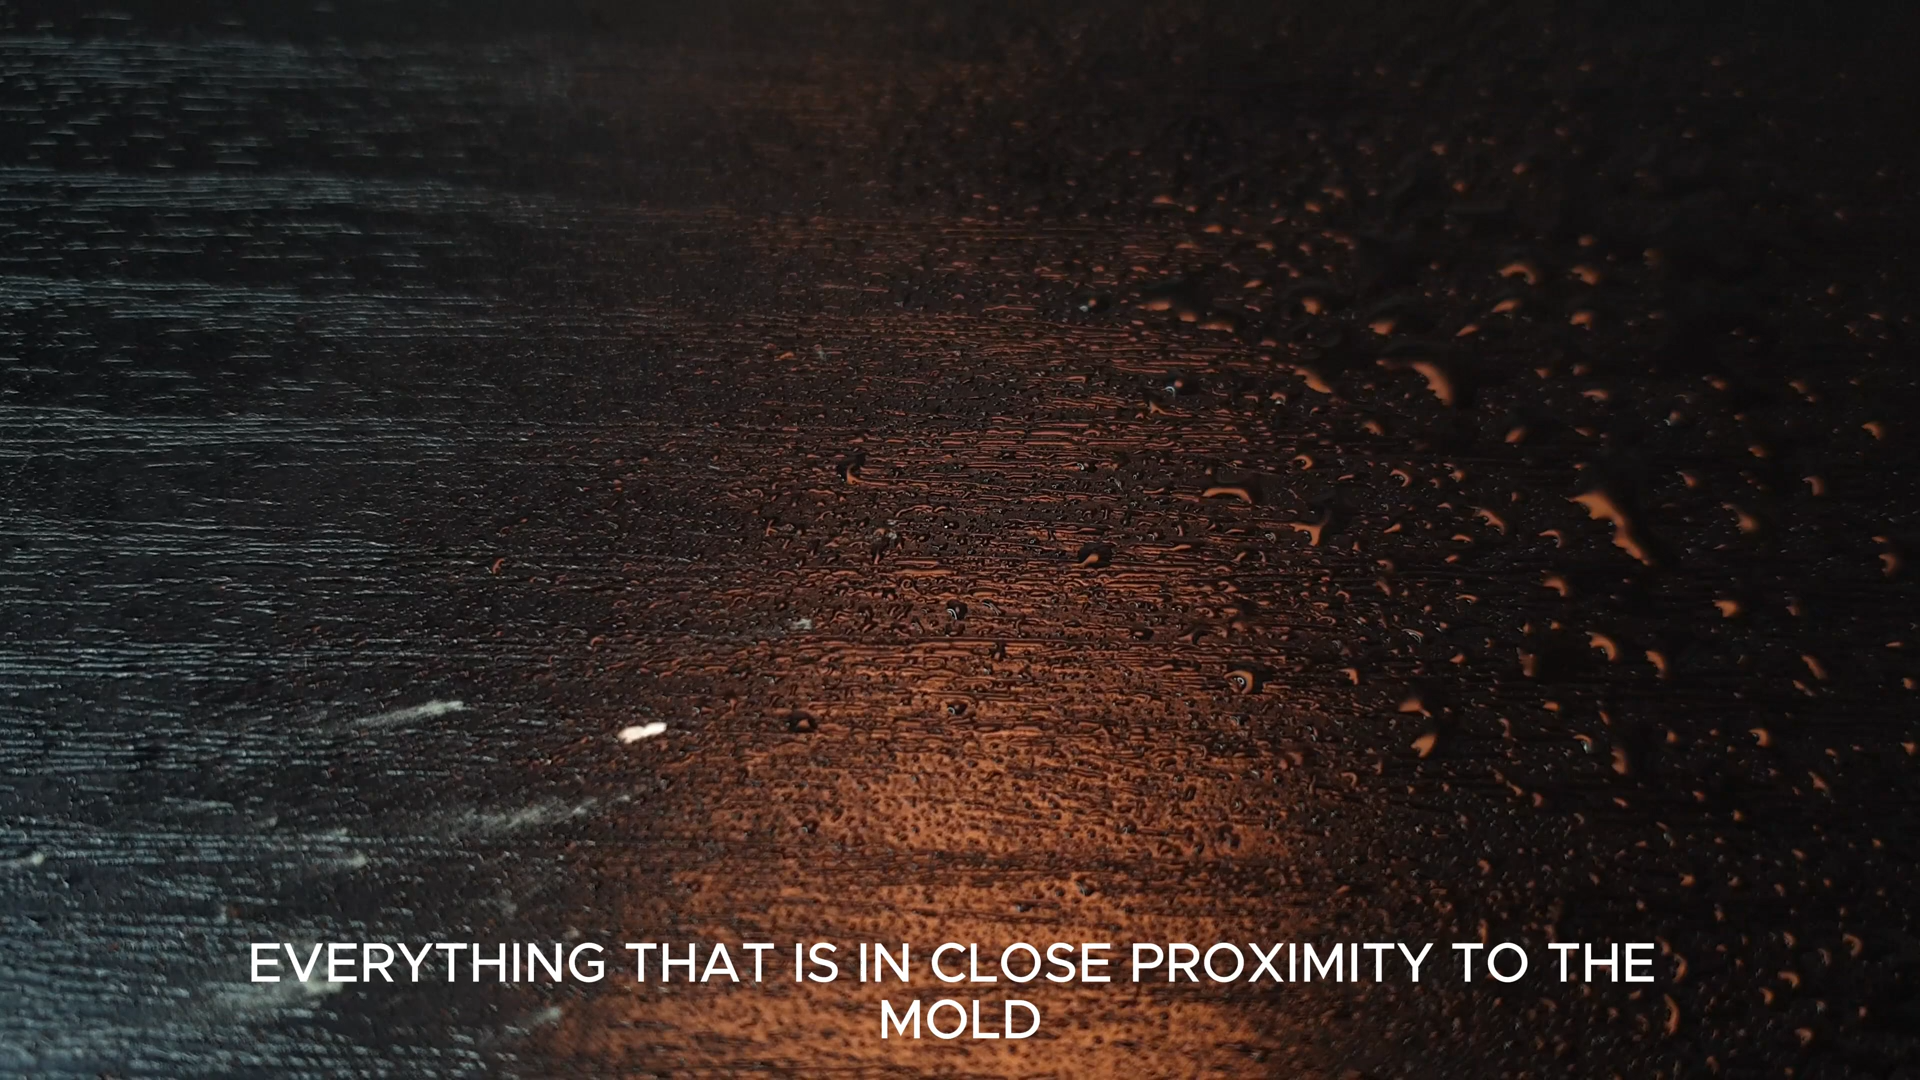 EVERYTHING THAT IS IN CLOSE PROXIMITY TO THE
MOLD